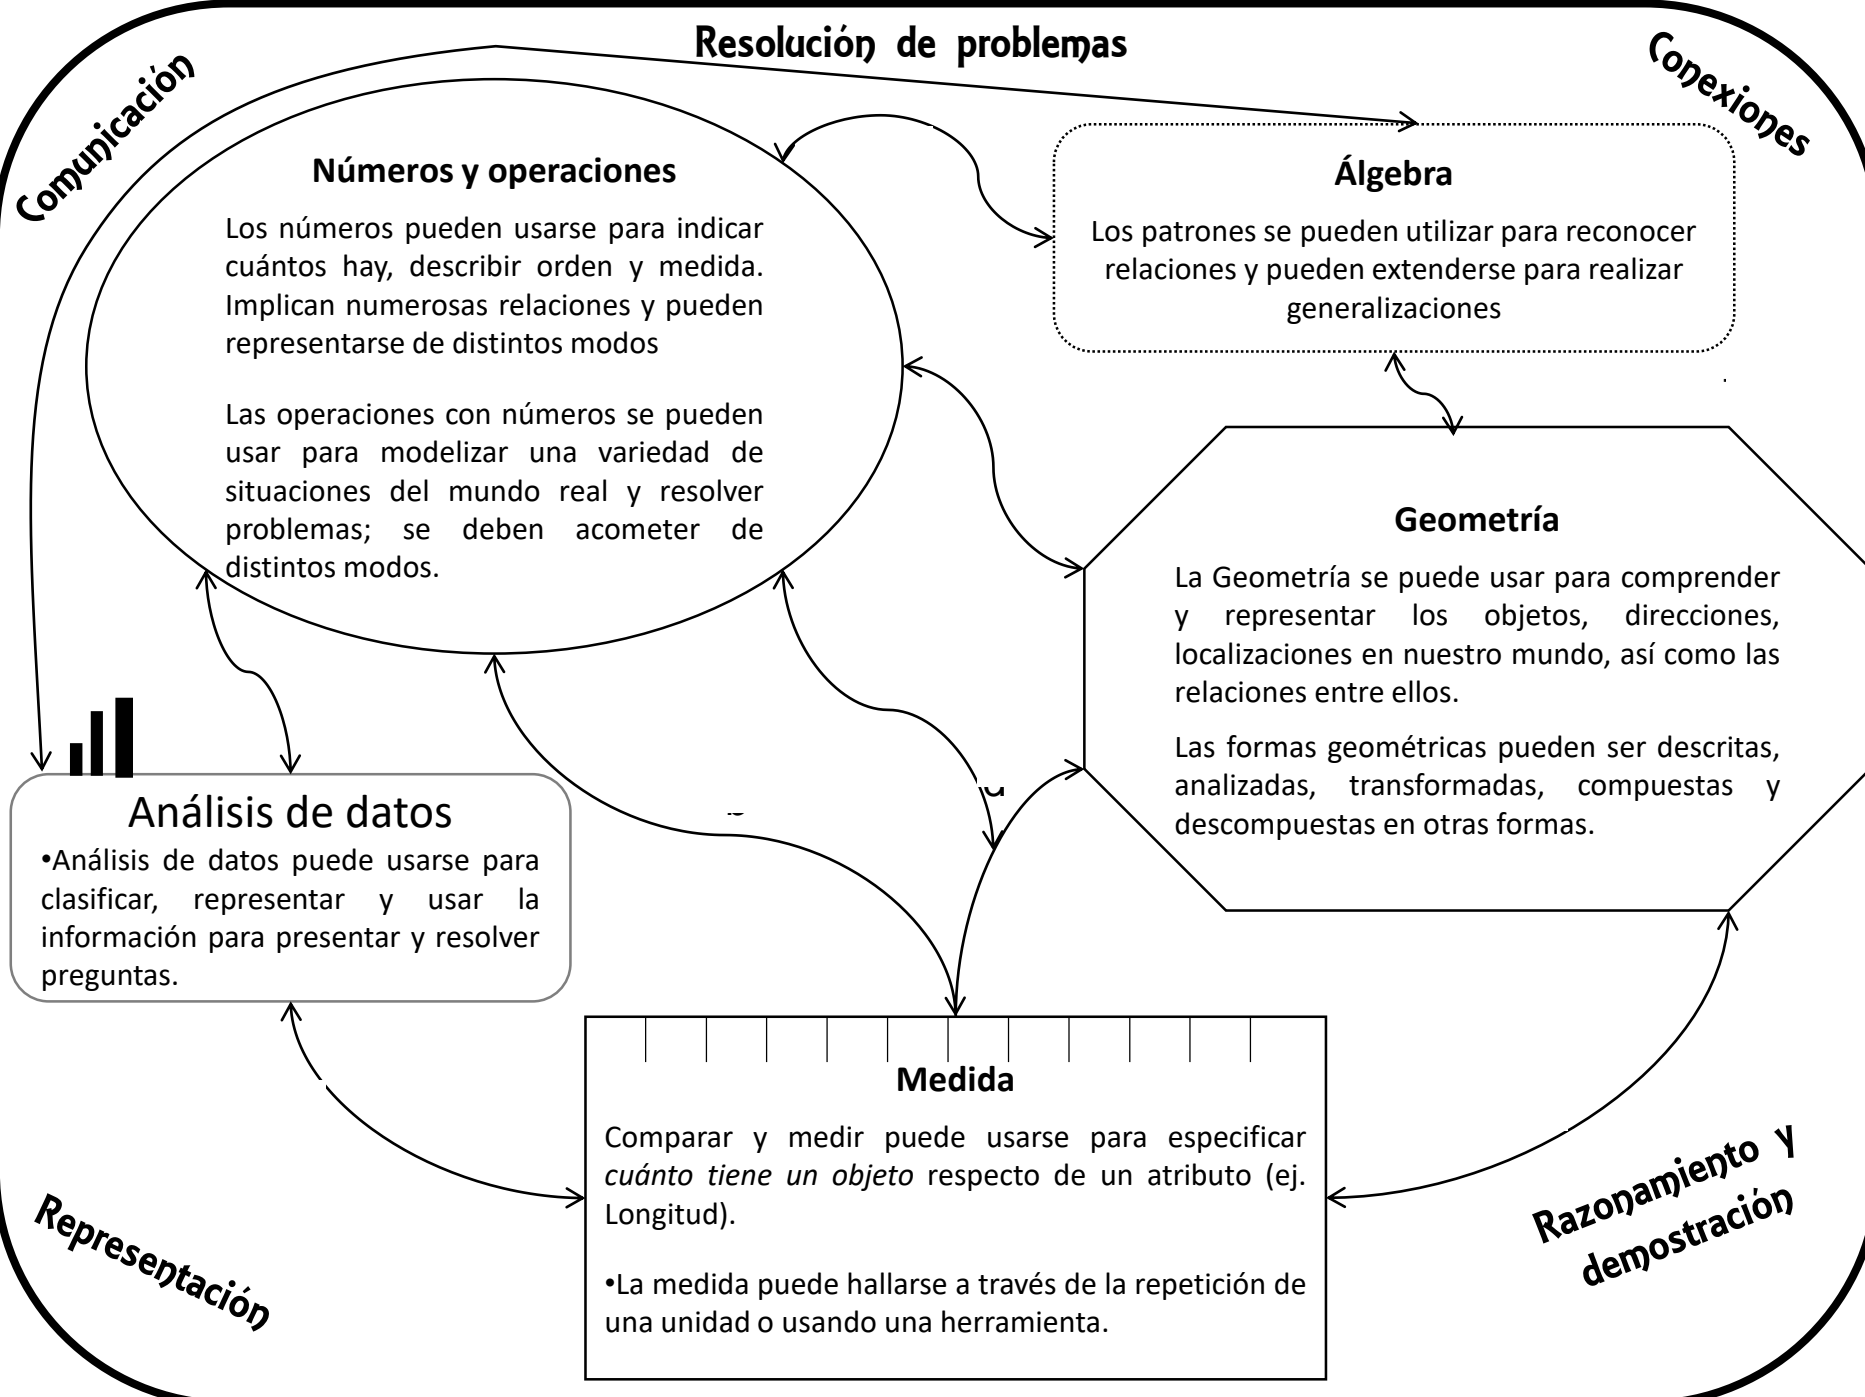 Resolución de problemas
Comunicación
Conexiones
Números y operaciones
Los números pueden usarse para indicar
cuántos hay, describir orden y medida.
Implican numerosas relaciones y pueden
representarse de distintos modos
Las operaciones con números se pueden
usar para modelizar una variedad de
situaciones del mundo real y resolver
problemas; se deben acometer de
distintos modos.
Álgebra
Los patrones se pueden utilizar para reconocer
relaciones y pueden extenderse para realizar
generalizaciones
Geometría
La Geometría se puede usar para comprender
y representar los objetos, direcciones,
localizaciones en nuestro mundo, así como las
relaciones entre ellos.
Las formas geométricas pueden ser descritas,
analizadas, transformadas, compuestas y
descompuestas en otras formas.
Análisis de datos
•Análisis de datos puede usarse para
clasificar, representar y usar la
información para presentar y resolver
preguntas.
Medida
Comparar y medir puede usarse para especificar
cuánto tiene un objeto respecto de un atributo (ej.
Longitud).
•La medida puede hallarse a través de la repetición de
una unidad o usando una herramienta.
Representación
Razonamiento y
demostración